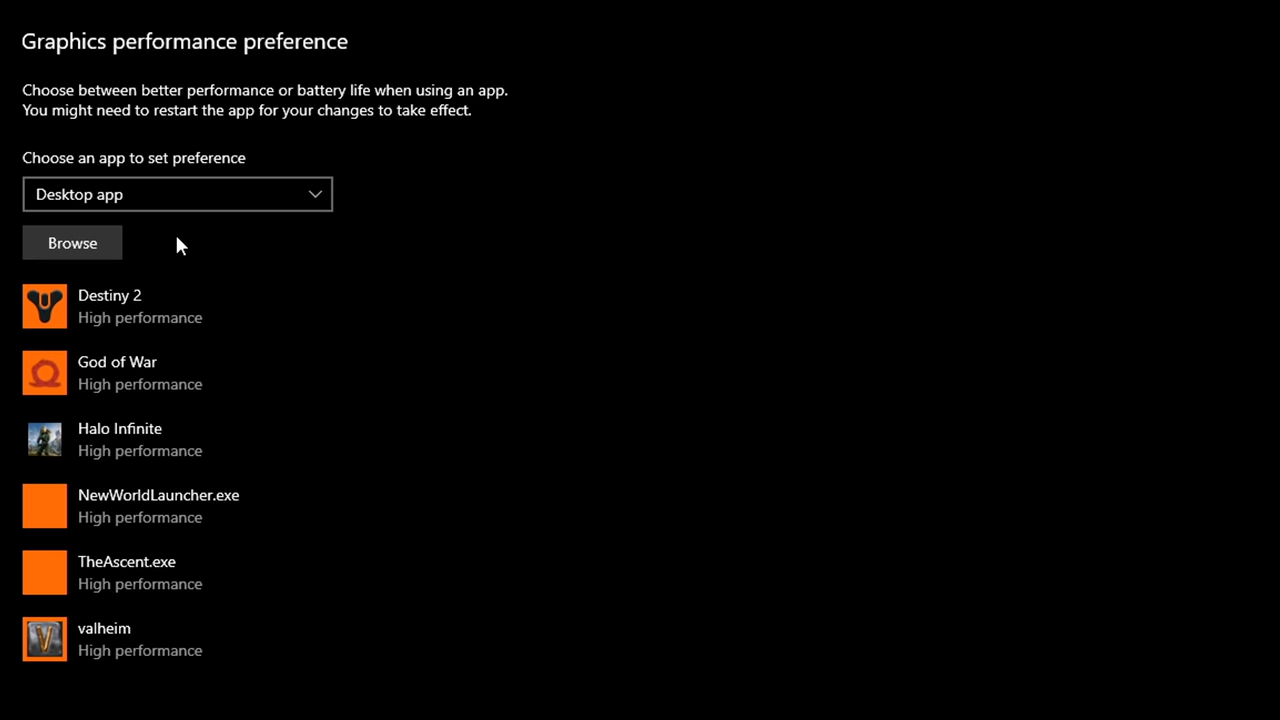 Graphics performance preference
Choose between better performance or battery life when using an app.
You might need to restart the app for your changes to take effect.
Choose an app to set preference
Desktop app
Browse
Destiny 2
High performance
God of War
High performance
Halo Infinite
High performance
NewWorldLauncher.exe
High performance
TheAscent.exe
High performance
valheim
High performance